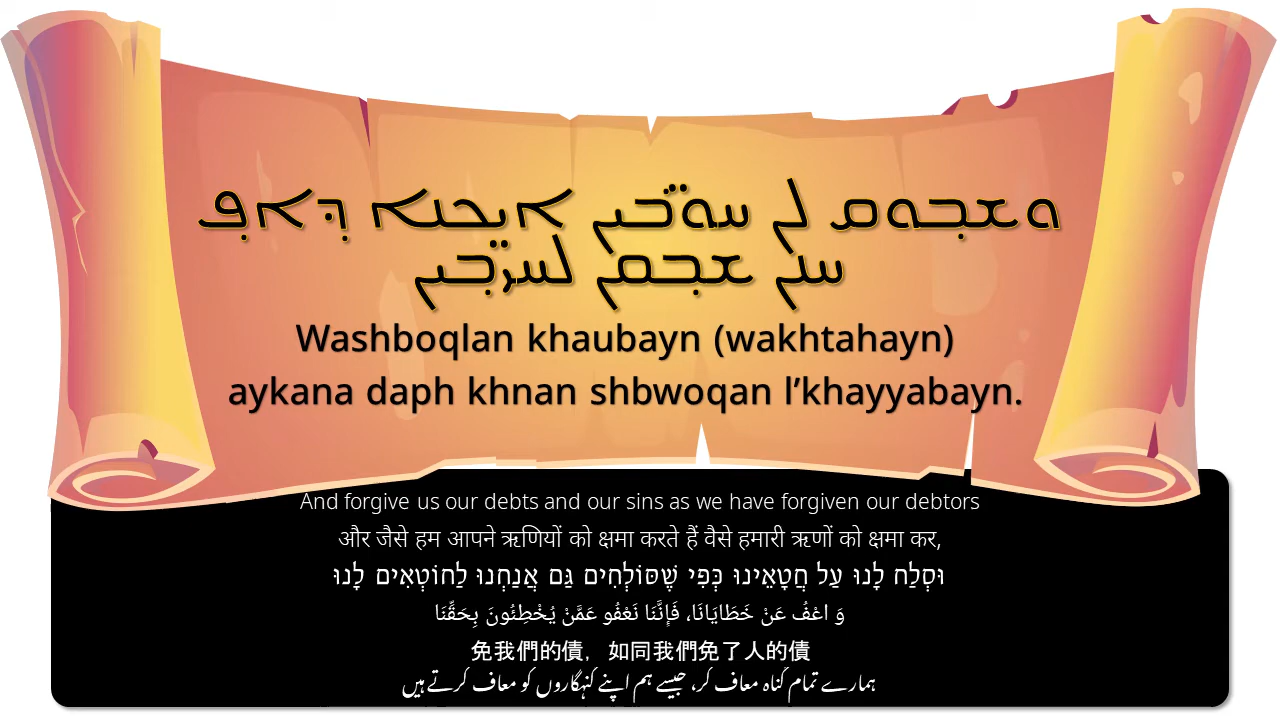 ܘܫܒܘܩ ܠܢ ܚܘܒܝܢ ܐܝܟܢܐ ܕܐܦ
ܚܢܢ ܫܒܩܢ ܠܚܝܒܝܢ
Washboqlan khaubayn (wakhtahayn)
aykana daph khnan shbwoqan l’khayyabayn.
And forgive us our debts and our sins as we have forgiven our debtors
और जैसे हम आपने ऋणियों को क्षमा करते हैं वैसे हमारी ऋणों को क्षमा कर,
וּסְלַח לָנוּ עַל חֲטָאֵינוּ כְּפִי שֶׁסּוֹלְחִים גַּם אֲנַחְנוּ לַחוֹטְאִים לָנוּ
وَ اعْفُ عَنْ خَطَايَانَا، فَإِنَّنَا نَعْفُو عَمَّنْ يُخْطِئُونَ بِحَقِّنَا
免我們的債，如同我們免了人的債
ہمارے تمام گناہ معاف کر، جیسے ہم اپنے گنہگاروں کو معاف کرتے ہیں